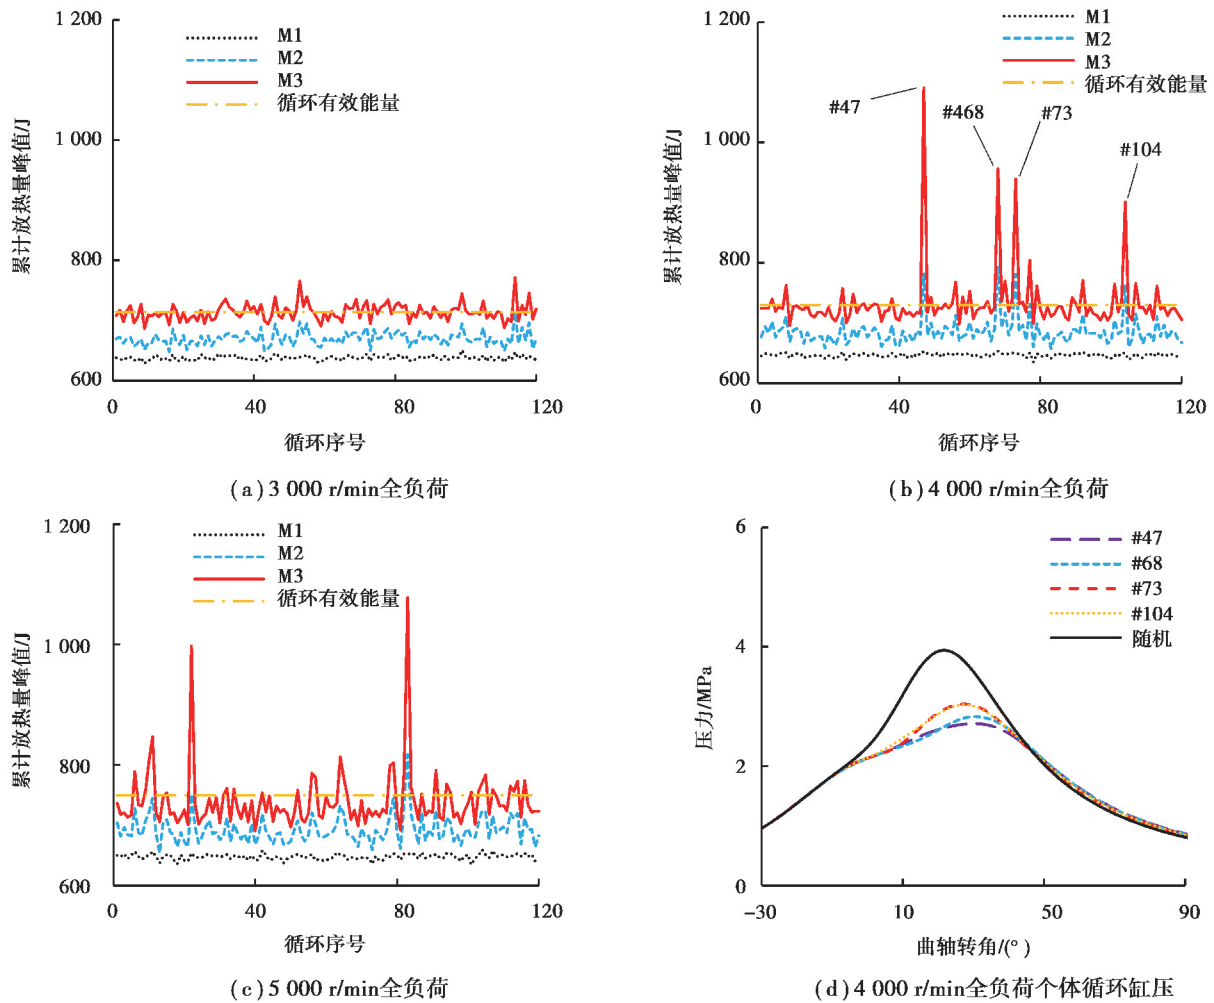 1 200
M1
M2
M3
循环有效能量
1 000
800
600
累计放热量峰值/J
0
40
80
120
循环序号
(a)3 000 r/min全负荷
1 200
M1
M2
M3
循环有效能量
#47
#468
#73
#104
1 000
800
600
累计放热量峰值/J
0
40
80
120
循环序号
(b)4 000 r/min全负荷
1 200
M1
M2
M3
循环有效能量
1 000
800
600
累计放热量峰值/J
0
40
80
120
循环序号
(c)5 000 r/min全负荷
6
#47
#68
#73
#104
随机
4
2
0
压力/MPa
-30
10
50
90
曲轴转角/(°)
(d)4 000 r/min全负荷个体循环缸压